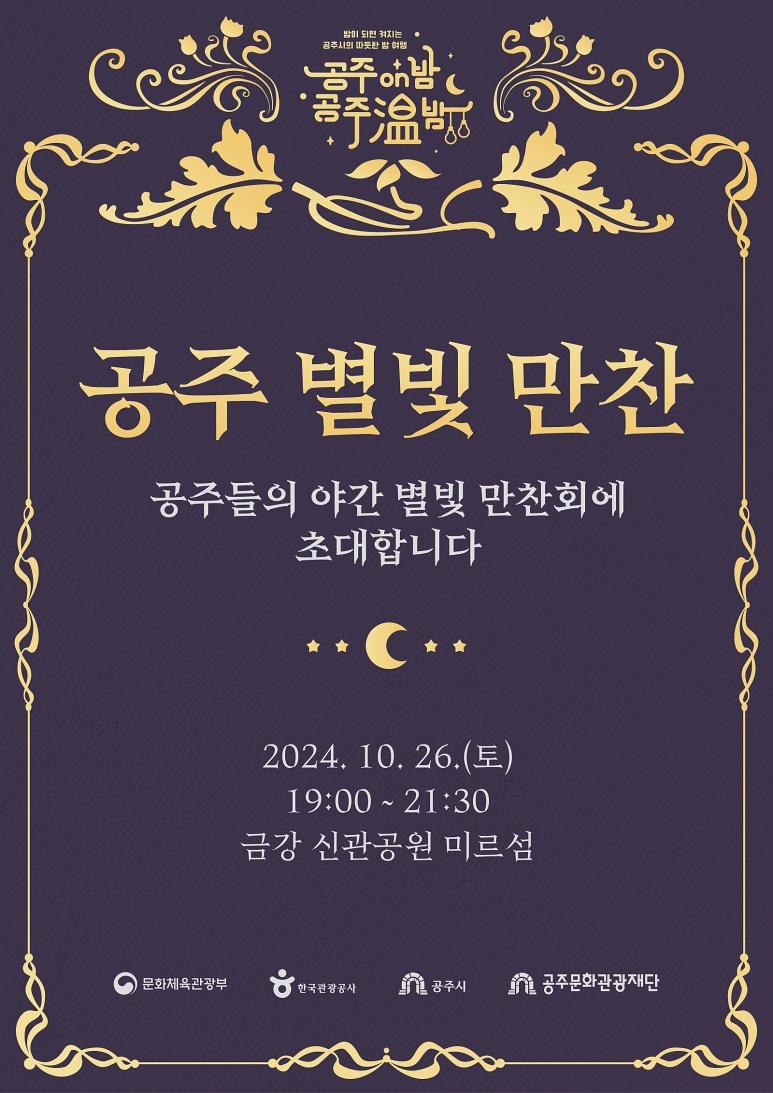 밤이 되면 켜지는
공주시의 따뜻한 밤 여행
공주 on밤
공주 溫밤
공주 별빛 만찬
공주들의 야간 별빛 만찬회에
초대합니다
2024. 10. 26.(토)
19:00 ~ 21:30
금강 신관공원 미르섬
문화체육관광부 한국관광공사 공주시 공주문화관광재단